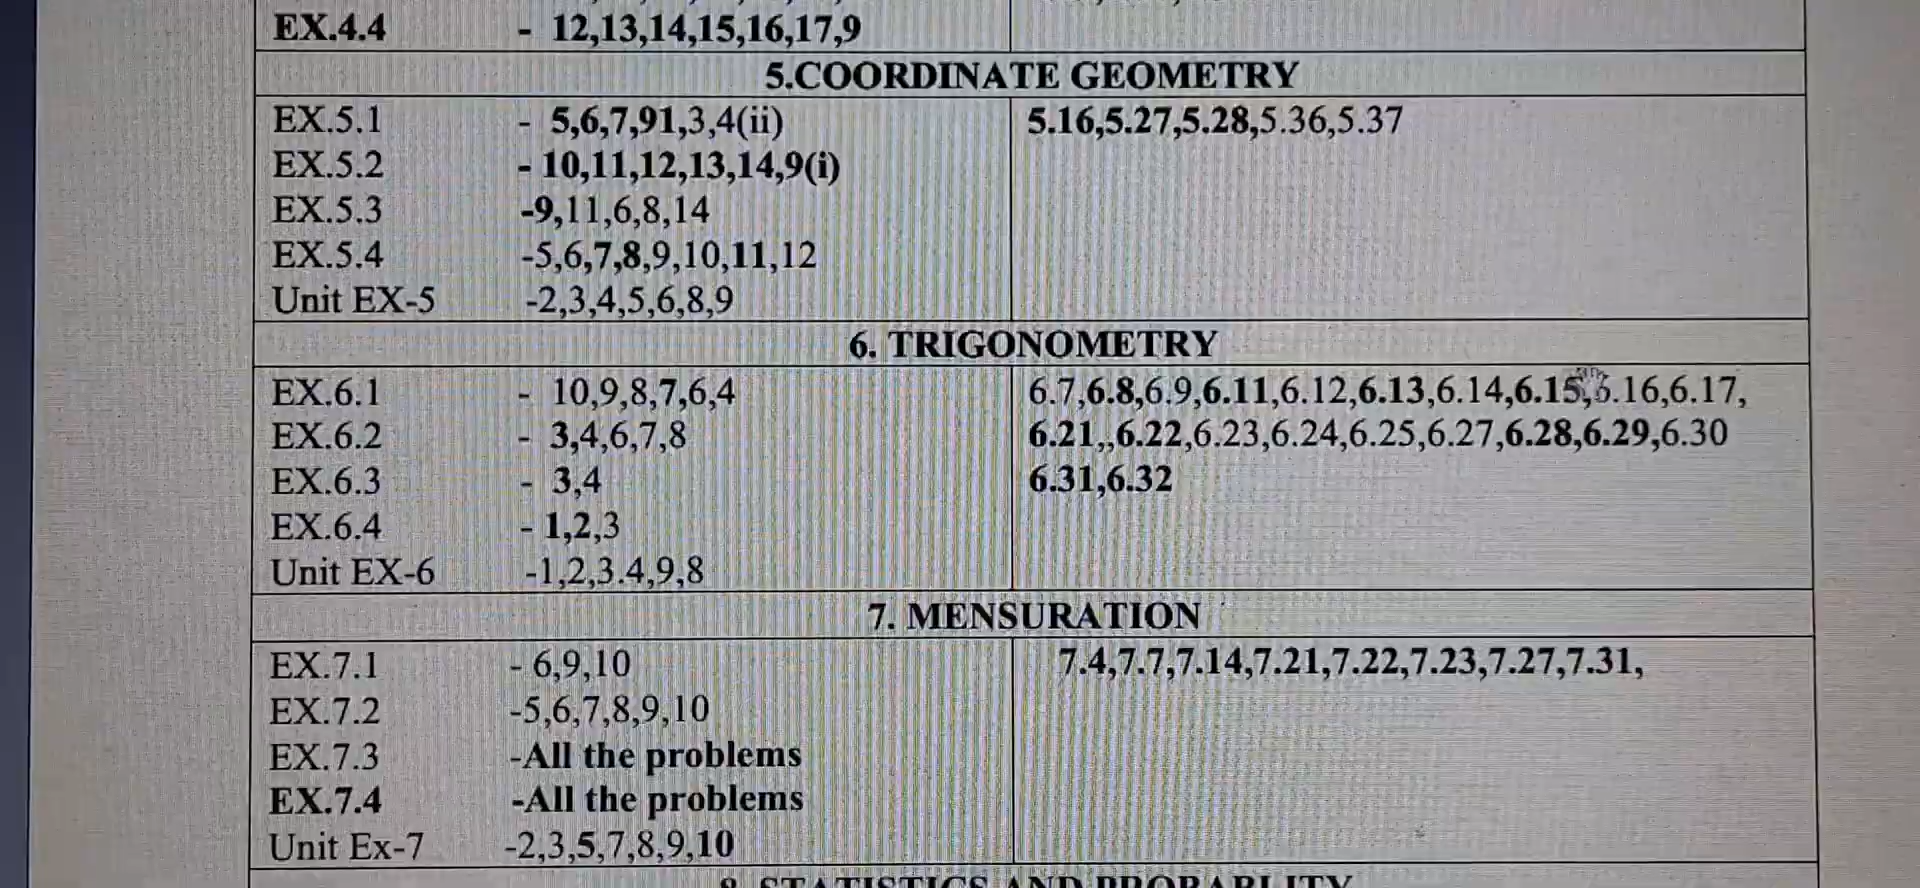 EX.4.4 - 12,13,14,15,16,17,9
5.COORDINATE GEOMETRY
EX.5.1 - 5,6,7,91,3,4(ii) 5.16,5.27,5.28,5.36,5.37
EX.5.2 - 10,11,12,13,14,9(i)
EX.5.3 -9,11,6,8,14
EX.5.4 -5,6,7,8,9,10,11,12
Unit EX-5 -2,3,4,5,6,8,9
6. TRIGONOMETRY
EX.6.1 - 10,9,8,7,6,4 6.7,6.8,6.9,6.11,6.12,6.13,6.14,6.15,6.16,6.17,
EX.6.2 - 3,4,6,7,8 6.21,,6.22,6.23,6.24,6.25,6.27,6.28,6.29,6.30
EX.6.3 - 3,4 6.31,6.32
EX.6.4 - 1,2,3
Unit EX-6 -1,2,3.4,9,8
7. MENSURATION
EX.7.1 - 6,9,10 7.4,7.7,7.14,7.21,7.22,7.23,7.27,7.31,
EX.7.2 -5,6,7,8,9,10
EX.7.3 -All the problems
EX.7.4 -All the problems
Unit Ex-7 -2,3,5,7,8,9,10
8. STATISTICS AND PROBABLITY